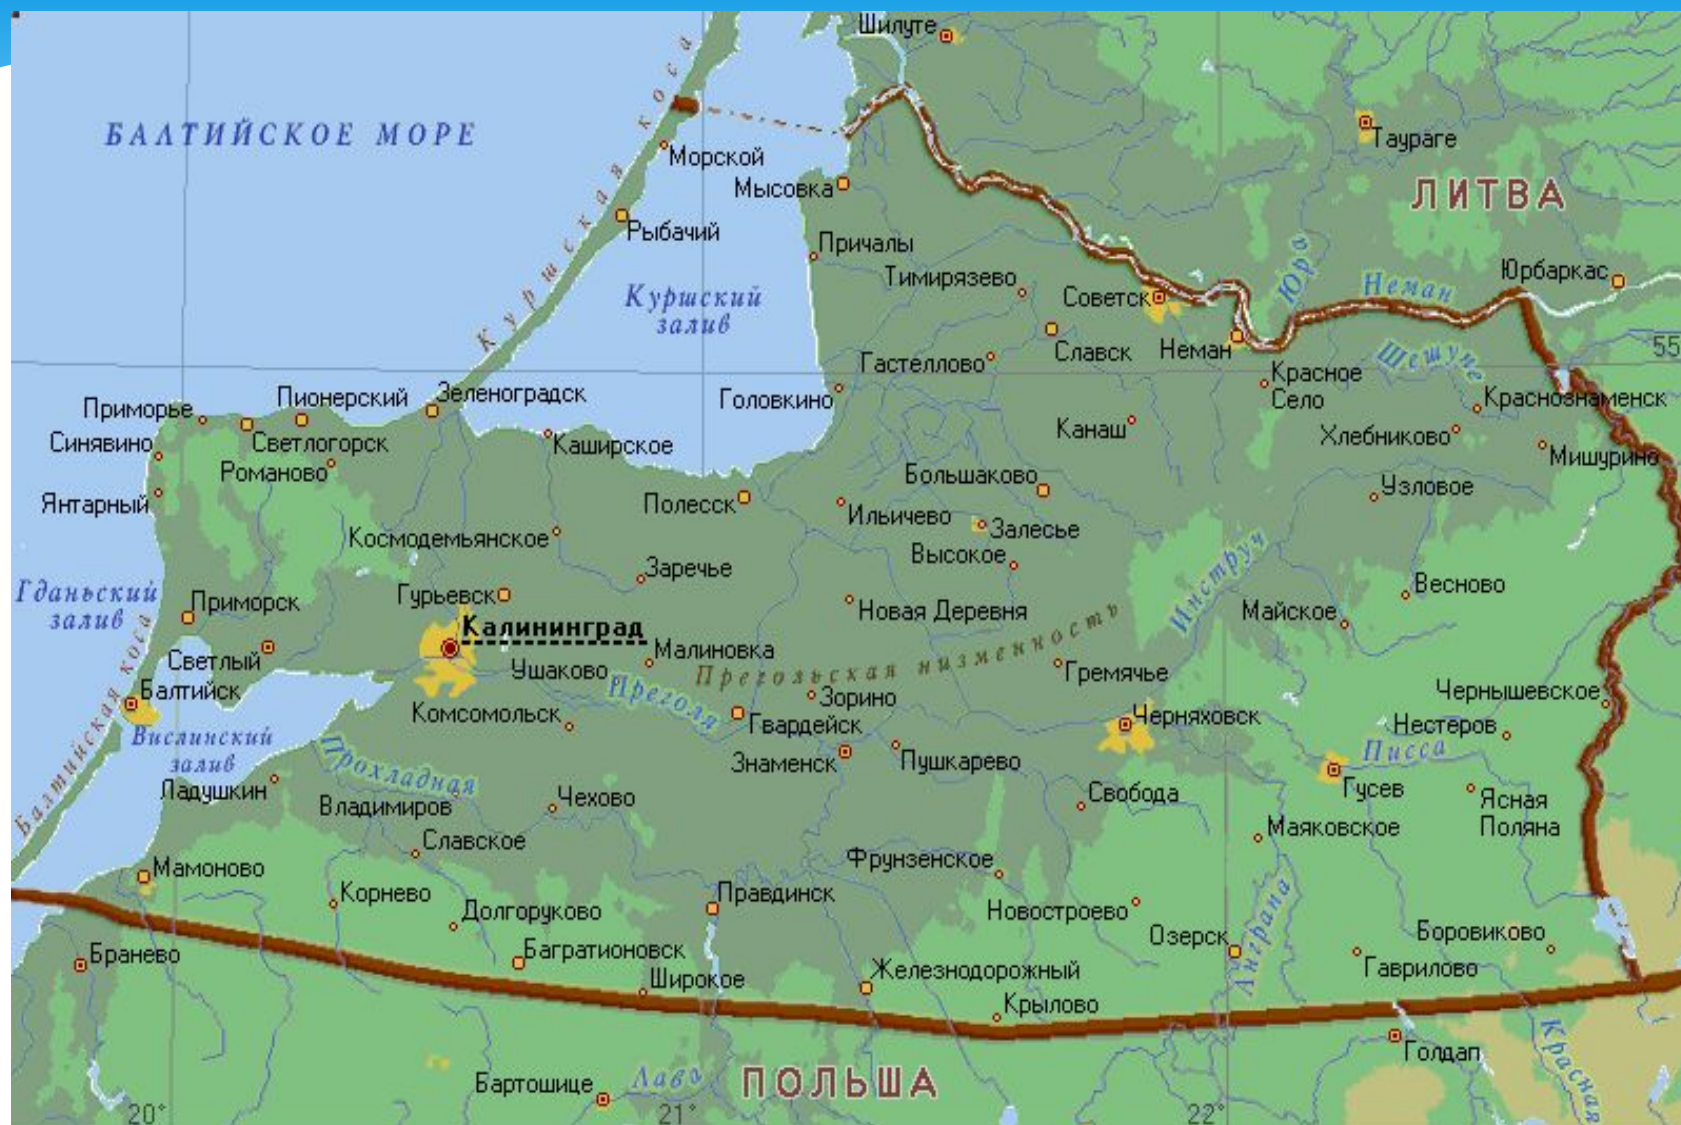 Шилуте
БАЛТИЙСКОЕ МОРЕ
Куршская коса
Таураге
Морской
Мысовка
ЛИТВА
Рыбачий
Причалы
Тимирязево
Советск
Юра
Неман
Юрбаркас
Куршский
залив
Славск
Неман
Шешупе
55
Гастеллово
Красное
Село
Краснознаменск
Пионерский
Зеленоградск
Головкино
Приморье
Синявино
Светлогорск
Каширское
Канаш
Хлебниково
Мишурино
Романово
Большаково
Узловое
Янтарный
Полесск
Ильичево
Залесье
Космодемьянское
Высокое
Инструч
Заречье
Гданьский
залив
Приморск
Гурьевск
Новая Деревня
Майское
Весново
Калининград
Светлый
Ушаково
Малиновка
Прегольская низменность
Гремячье
Балтийская коса
Балтийск
Преголя
Зорино
Чернышевское
Комсомольск
Гвардейск
Черняховск
Нестеров
Вислинский
залив
Прохладная
Знаменск
Пушкарево
Писса
Гусев
Ладушкин
Владимиров
Чехово
Свобода
Ясная
Поляна
Маяковское
Славское
Мамоново
Фрунзенское
Корнево
Долгоруково
Правдинск
Новостроево
Анграпа
Озерск
Боровиково
Бранево
Багратионовск
Широкое
Железнодорожный
Гаврилово
Крылово
Красная
Голдап
Бартошице
Лава
ПОЛЬША
20°
21°
22°